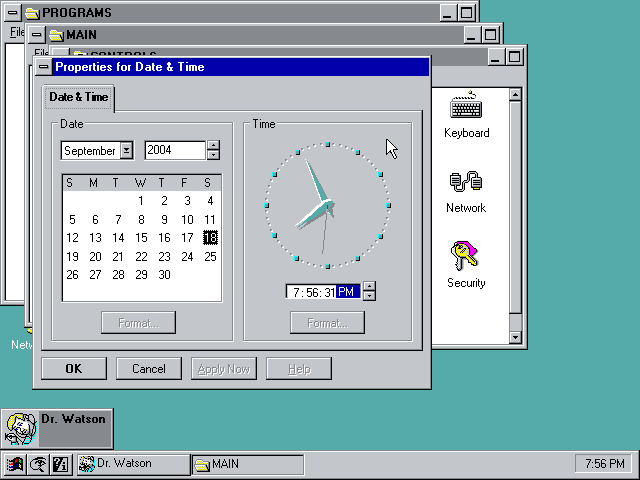 PROGRAMS
File
MAIN
File
CONTROLS
Properties for Date & Time
Date & Time
Date
September
2004
S M T W T F S
1 2 3 4
5 6 7 8 9 10 11
12 13 14 15 16 17 18
19 20 21 22 23 24 25
26 27 28 29 30
Format...
Time
7:56:31 PM
Format...
OK
Cancel
Apply Now
Help
Keyboard
Network
Security
Dr. Watson
Dr. Watson
MAIN
7:56 PM